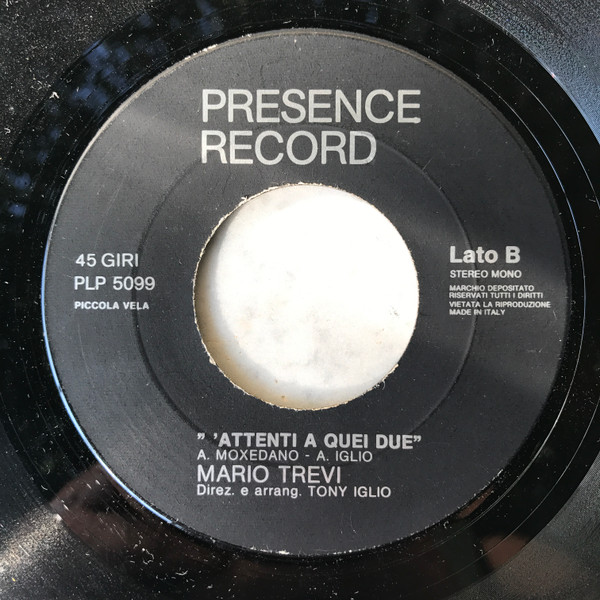 PRESENCE
RECORD
45 GIRI
PLP 5099
PICCOLA VELA
Lato B
STEREO MONO
MARCHIO DEPOSITATO
RISERVATI TUTTI I DIRITTI
VIETATA LA RIPRODUZIONE
MADE IN ITALY
” ’ATTENTI A QUEI DUE”
A. MOXEDANO - A. IGLIO
MARIO TREVI
Direz. e arrang. TONY IGLIO